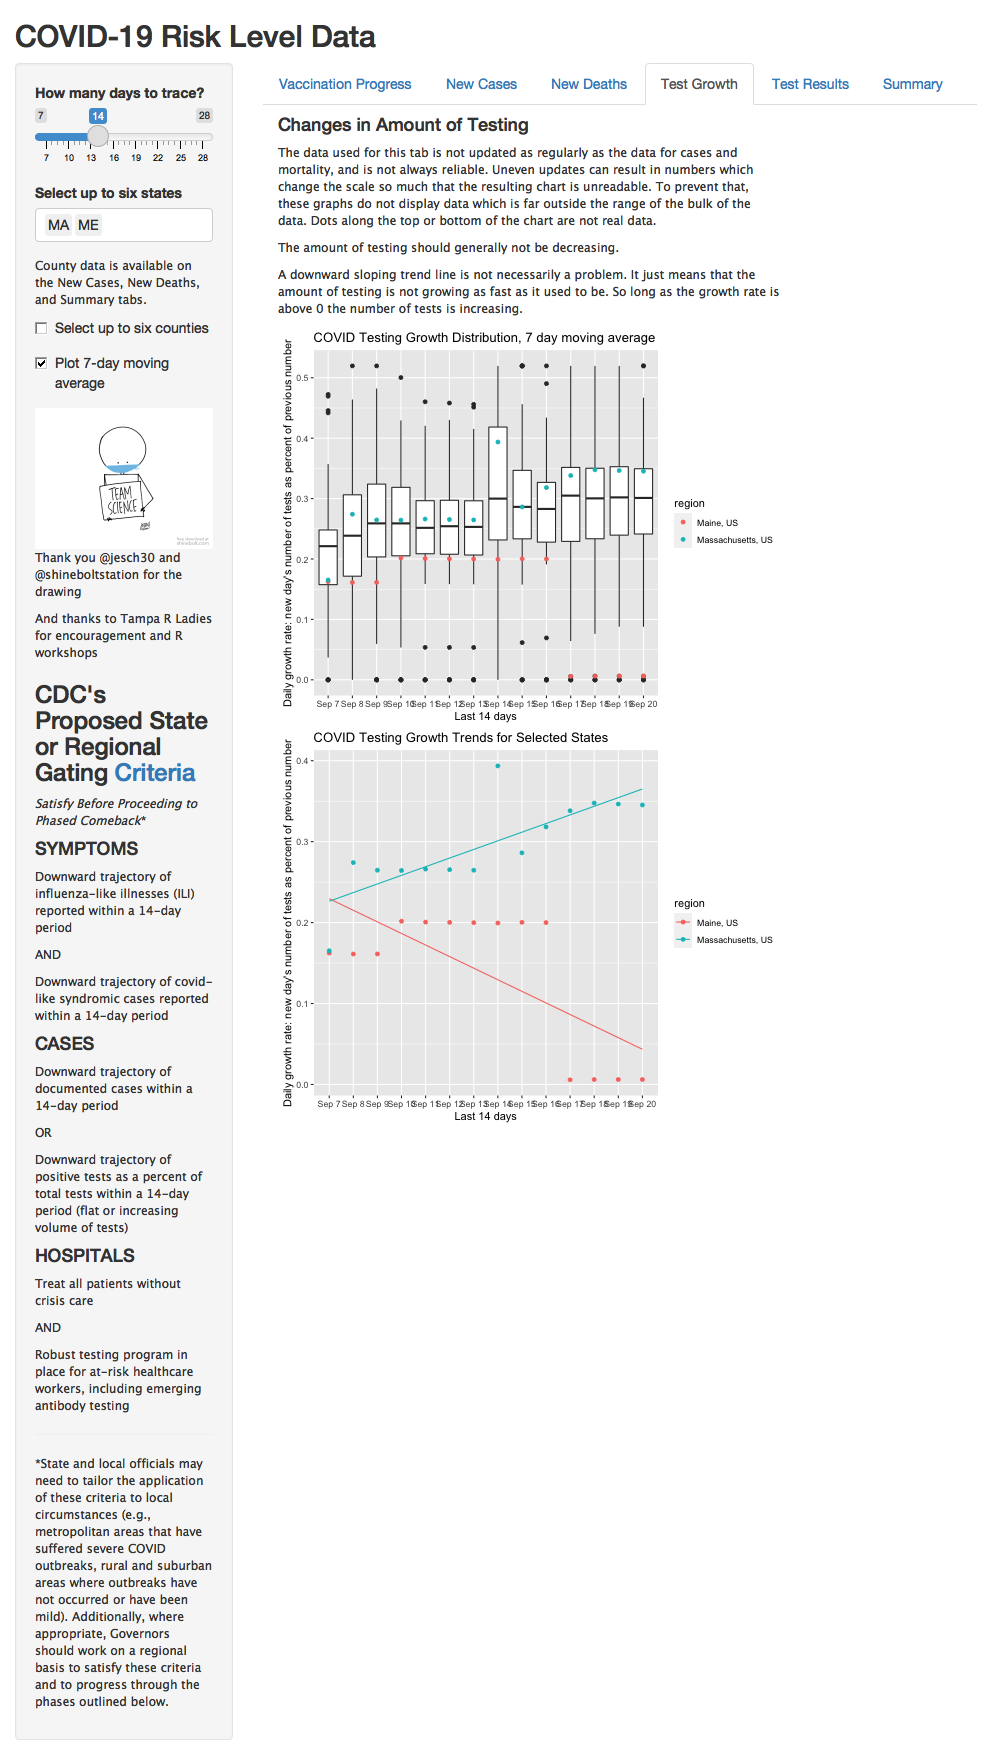 COVID-19 Risk Level Data
How many days to trace?
7 14 28
7 10 13 16 19 22 25 28
Select up to six states
MA ME
County data is available on
the New Cases, New Deaths,
and Summary tabs.
Select up to six counties
Plot 7-day moving
average
TEAM
SCIENCE
Thank you @jesch30 and
@shineboltstation for the
drawing
And thanks to Tampa R Ladies
for encouragement and R
workshops
CDC's
Proposed State
or Regional
Gating Criteria
Satisfy Before Proceeding to
Phased Comeback*
SYMPTOMS
Downward trajectory of
influenza-like illnesses (ILI)
reported within a 14-day
period
AND
Downward trajectory of covid-
like syndromic cases reported
within a 14-day period
CASES
Downward trajectory of
documented cases within a
14-day period
OR
Downward trajectory of
positive tests as a percent of
total tests within a 14-day
period (flat or increasing
volume of tests)
HOSPITALS
Treat all patients without
crisis care
AND
Robust testing program in
place for at-risk healthcare
workers, including emerging
antibody testing
*State and local officials may
need to tailor the application
of these criteria to local
circumstances (e.g.,
metropolitan areas that have
suffered severe COVID
outbreaks, rural and suburban
areas where outbreaks have
not occurred or have been
mild). Additionally, where
appropriate, Governors
should work on a regional
basis to satisfy these criteria
and to progress through the
phases outlined below.
Vaccination Progress New Cases New Deaths Test Growth Test Results Summary
Changes in Amount of Testing
The data used for this tab is not updated as regularly as the data for cases and
mortality, and is not always reliable. Uneven updates can result in numbers which
change the scale so much that the resulting chart is unreadable. To prevent that,
these graphs do not display data which is far outside the range of the bulk of the
data. Dots along the top or bottom of the chart are not real data.
The amount of testing should generally not be decreasing.
A downward sloping trend line is not necessarily a problem. It just means that the
amount of testing is not growing as fast as it used to be. So long as the growth rate is
above 0 the number of tests is increasing.
COVID Testing Growth Distribution, 7 day moving average
Daily growth rate: new day's number of tests as percent of previous number
0.5
0.4
0.3
0.2
0.1
0.0
Sep 7 Sep 8 Sep 9 Sep 10 Sep 11 Sep 12 Sep 13 Sep 14 Sep 15 Sep 16 Sep 17 Sep 18 Sep 19 Sep 20
Last 14 days
region
Maine, US
Massachusetts, US
COVID Testing Growth Trends for Selected States
Daily growth rate: new day's number of tests as percent of previous number
0.4
0.3
0.2
0.1
0.0
Sep 7 Sep 8 Sep 9 Sep 10 Sep 11 Sep 12 Sep 13 Sep 14 Sep 15 Sep 16 Sep 17 Sep 18 Sep 19 Sep 20
Last 14 days
region
Maine, US
Massachusetts, US